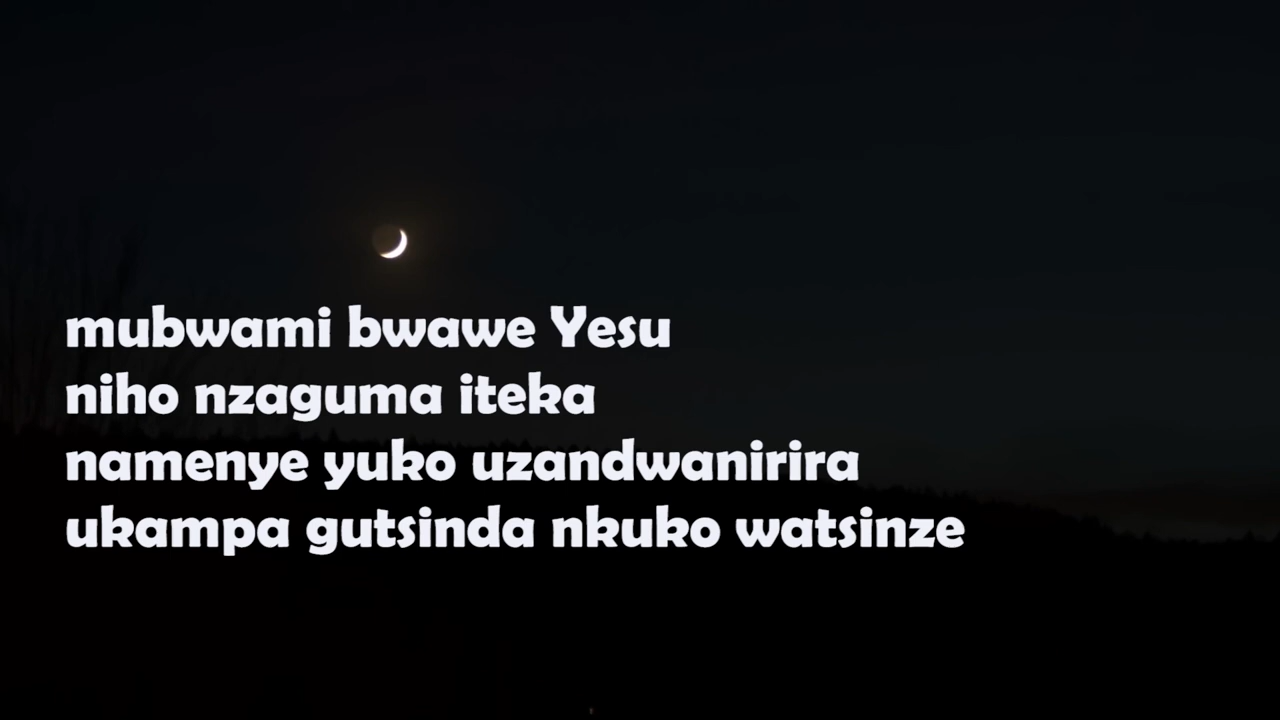 mubwami bwawe Yesu
niho nzaguma iteka
namenye yuko uzandwanirira
ukampa gutsinda nkuko watsinze